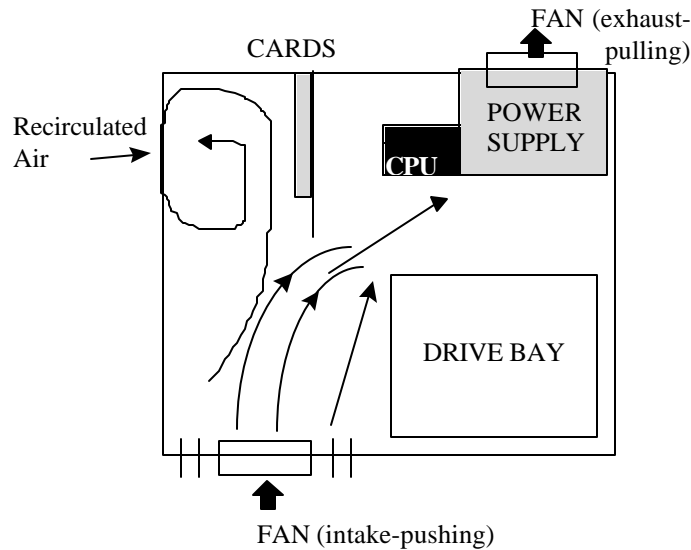 FAN (exhaust-
pulling)
CARDS
POWER
SUPPLY
Recirculated
Air
CPU
DRIVE BAY
FAN (intake-pushing)